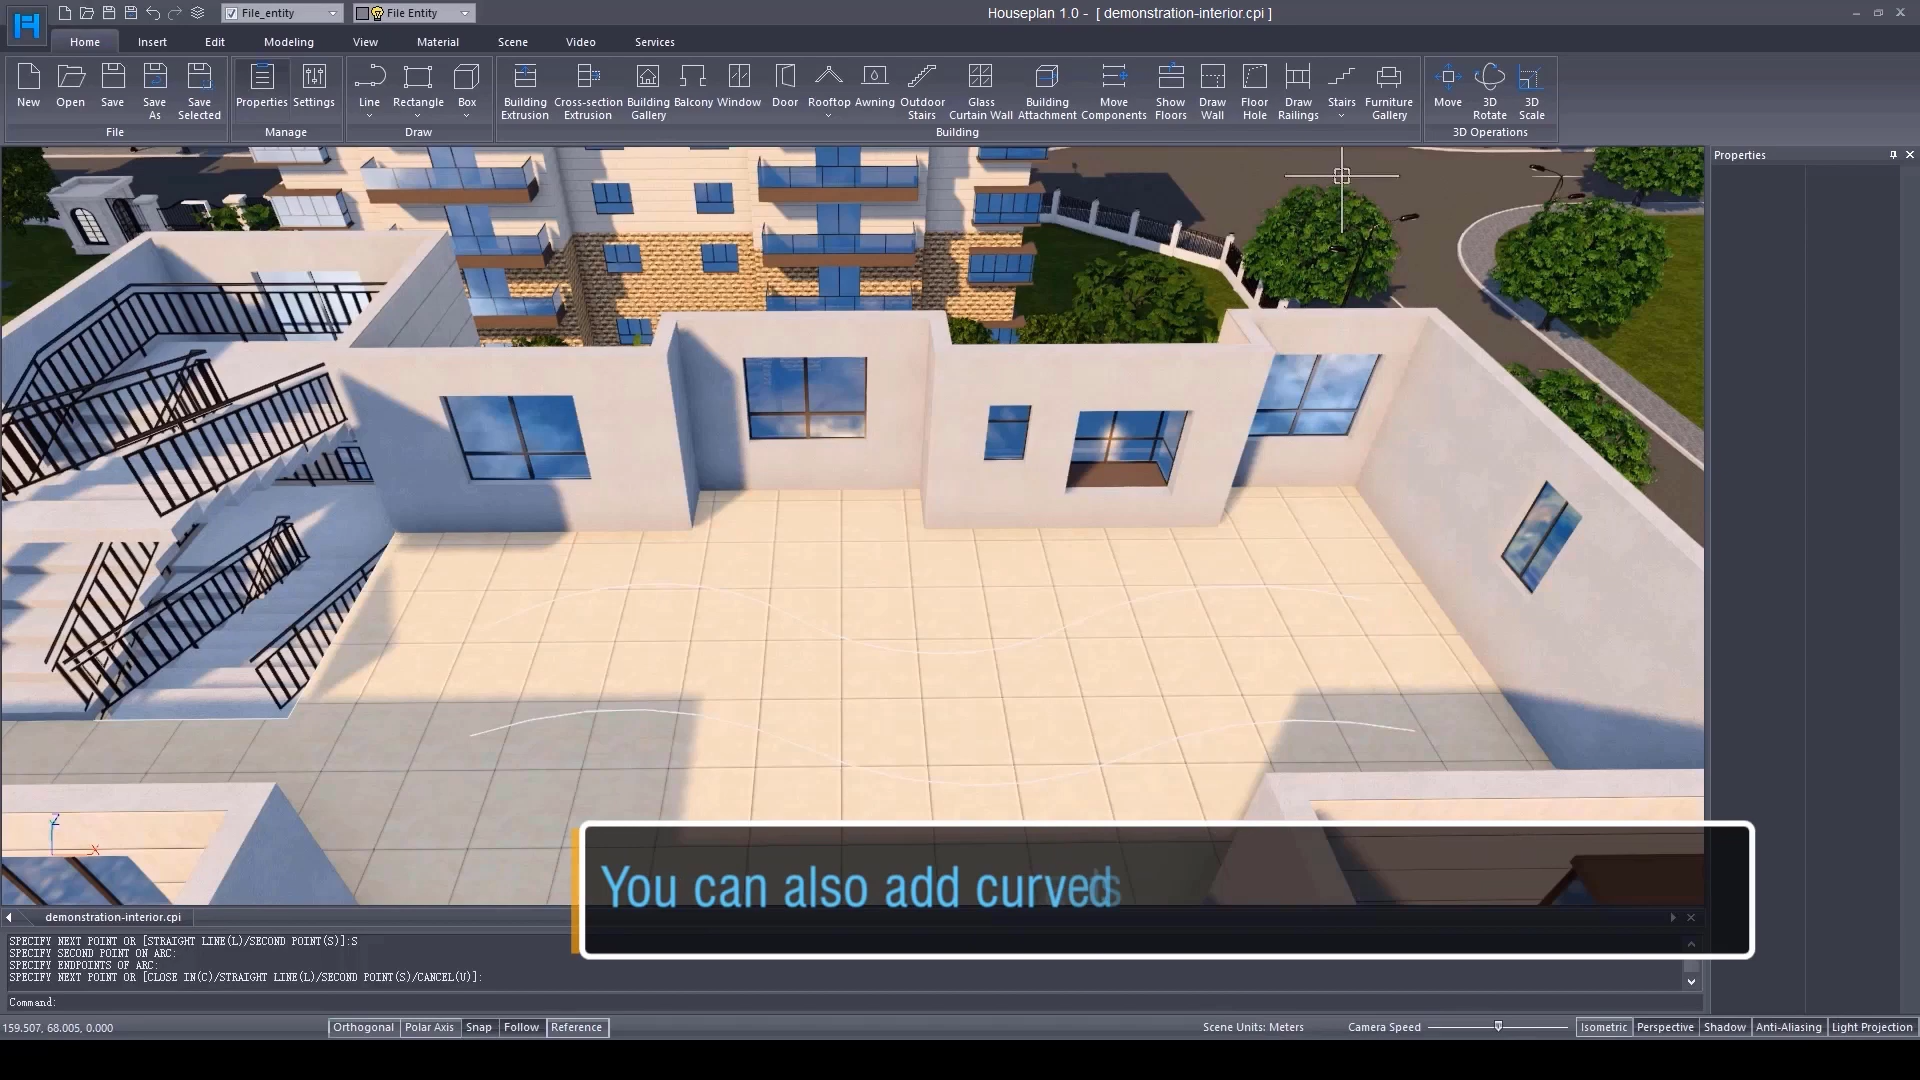 File_entity
File Entity
Houseplan 1.0 - [ demonstration-interior.cpi ]
Home Insert Edit Modeling View Material Scene Video Services
New Open Save Save As Save Selected
Properties Settings
Line Rectangle Box
Building Extrusion Cross-section Extrusion Building Gallery Balcony Window Door Rooftop Awning Outdoor Stairs Glass Curtain Wall Building Attachment Move Components Show Floors Draw Wall Floor Hole Draw Railings Stairs Furniture Gallery
Move 3D Rotate 3D Scale
File Manage Draw Building 3D Operations
Properties
Z
X
You can also add curved
demonstration-interior.cpi
SPECIFY NEXT POINT OR [STRAIGHT LINE(L)/SECOND POINT(S)]:S
SPECIFY SECOND POINT ON ARC:
SPECIFY ENDPOINTS OF ARC:
SPECIFY NEXT POINT OR [CLOSE IN(C)/STRAIGHT LINE(L)/SECOND POINT(S)/CANCEL(U)]:
Command:
159.507, 68.005, 0.000
Orthogonal Polar Axis Snap Follow Reference
Scene Units: Meters
Camera Speed
Isometric Perspective Shadow Anti-Aliasing Light Projection